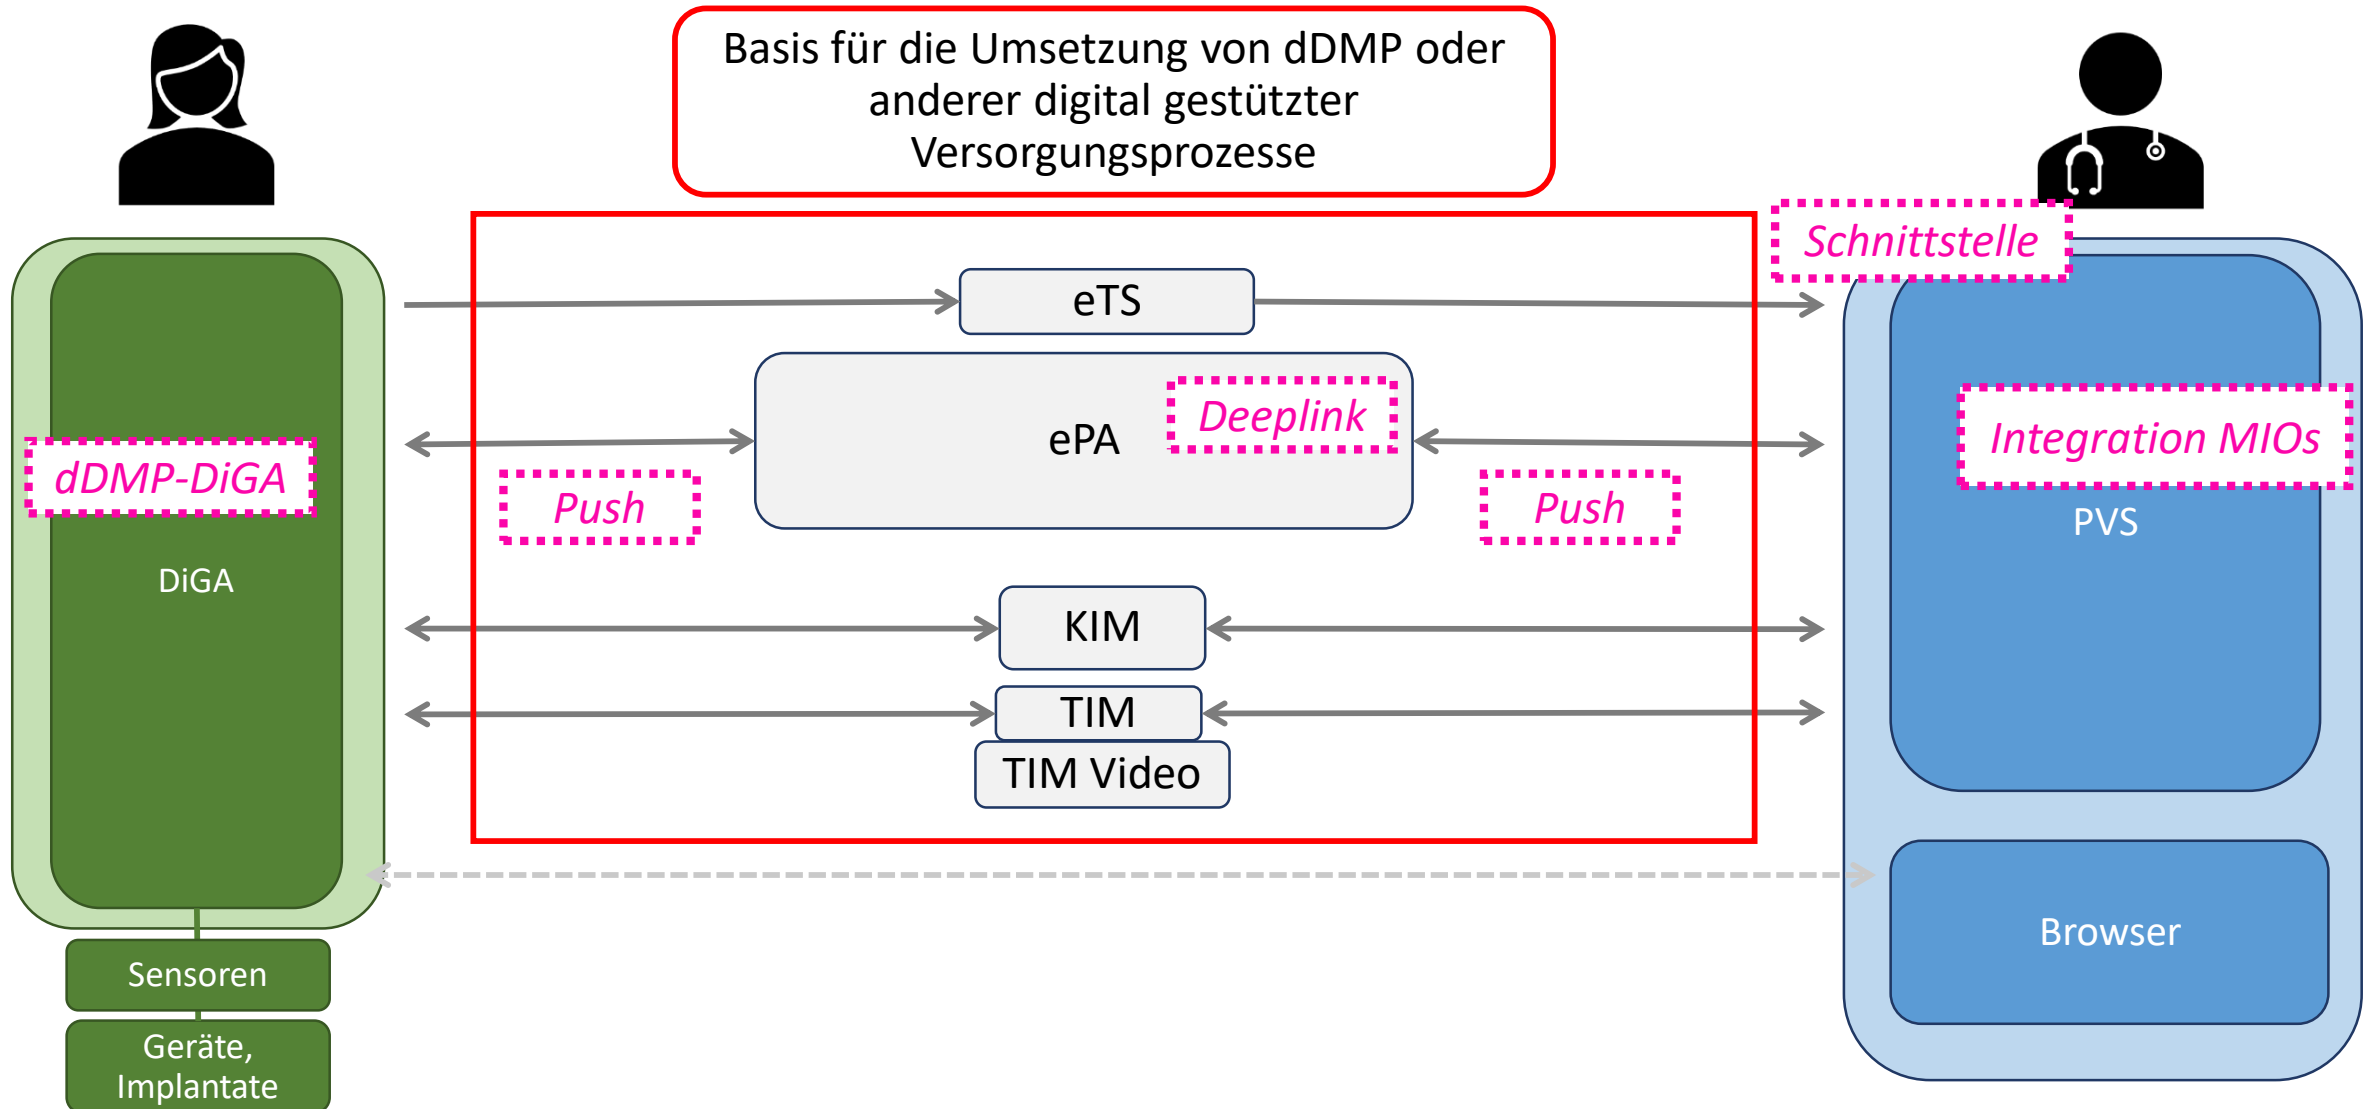 Basis für die Umsetzung von dDMP oder
anderer digital gestützter
Versorgungsprozesse
Schnittstelle
eTS
ePA
Deeplink
Integration MIOs
dDMP-DiGA
Push
Push
PVS
DiGA
KIM
TIM
TIM Video
Browser
Sensoren
Geräte,
Implantate